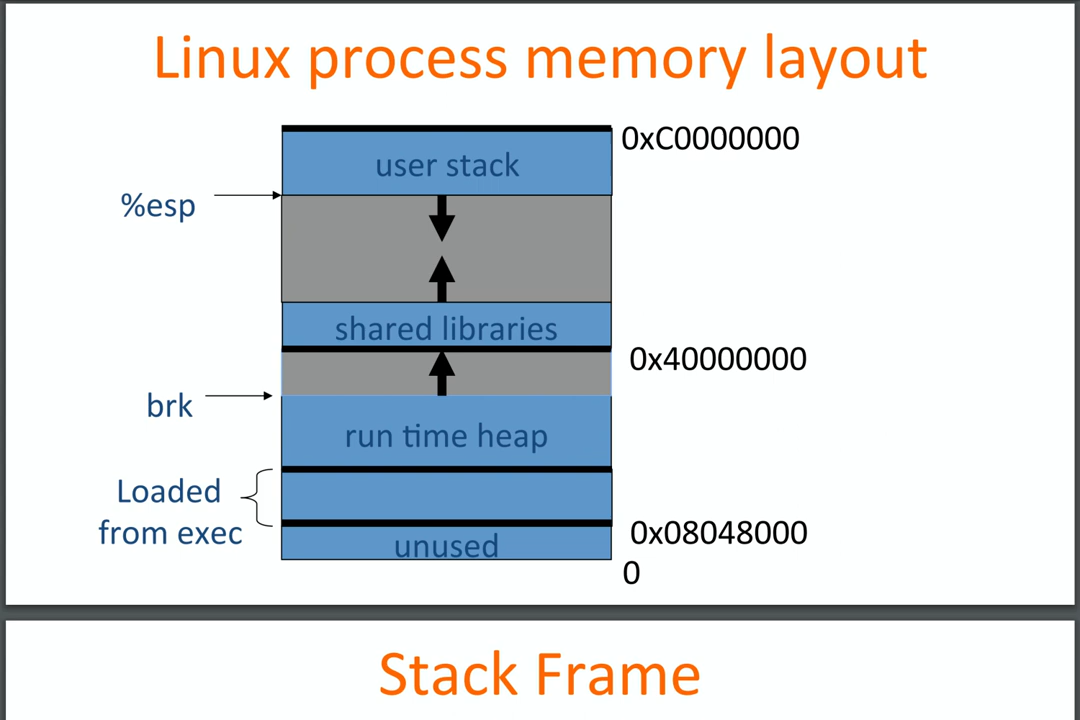 Linux process memory layout
0xC0000000
user stack
%esp
shared libraries
0x40000000
brk
run time heap
Loaded
from exec
0x08048000
unused
0
Stack Frame